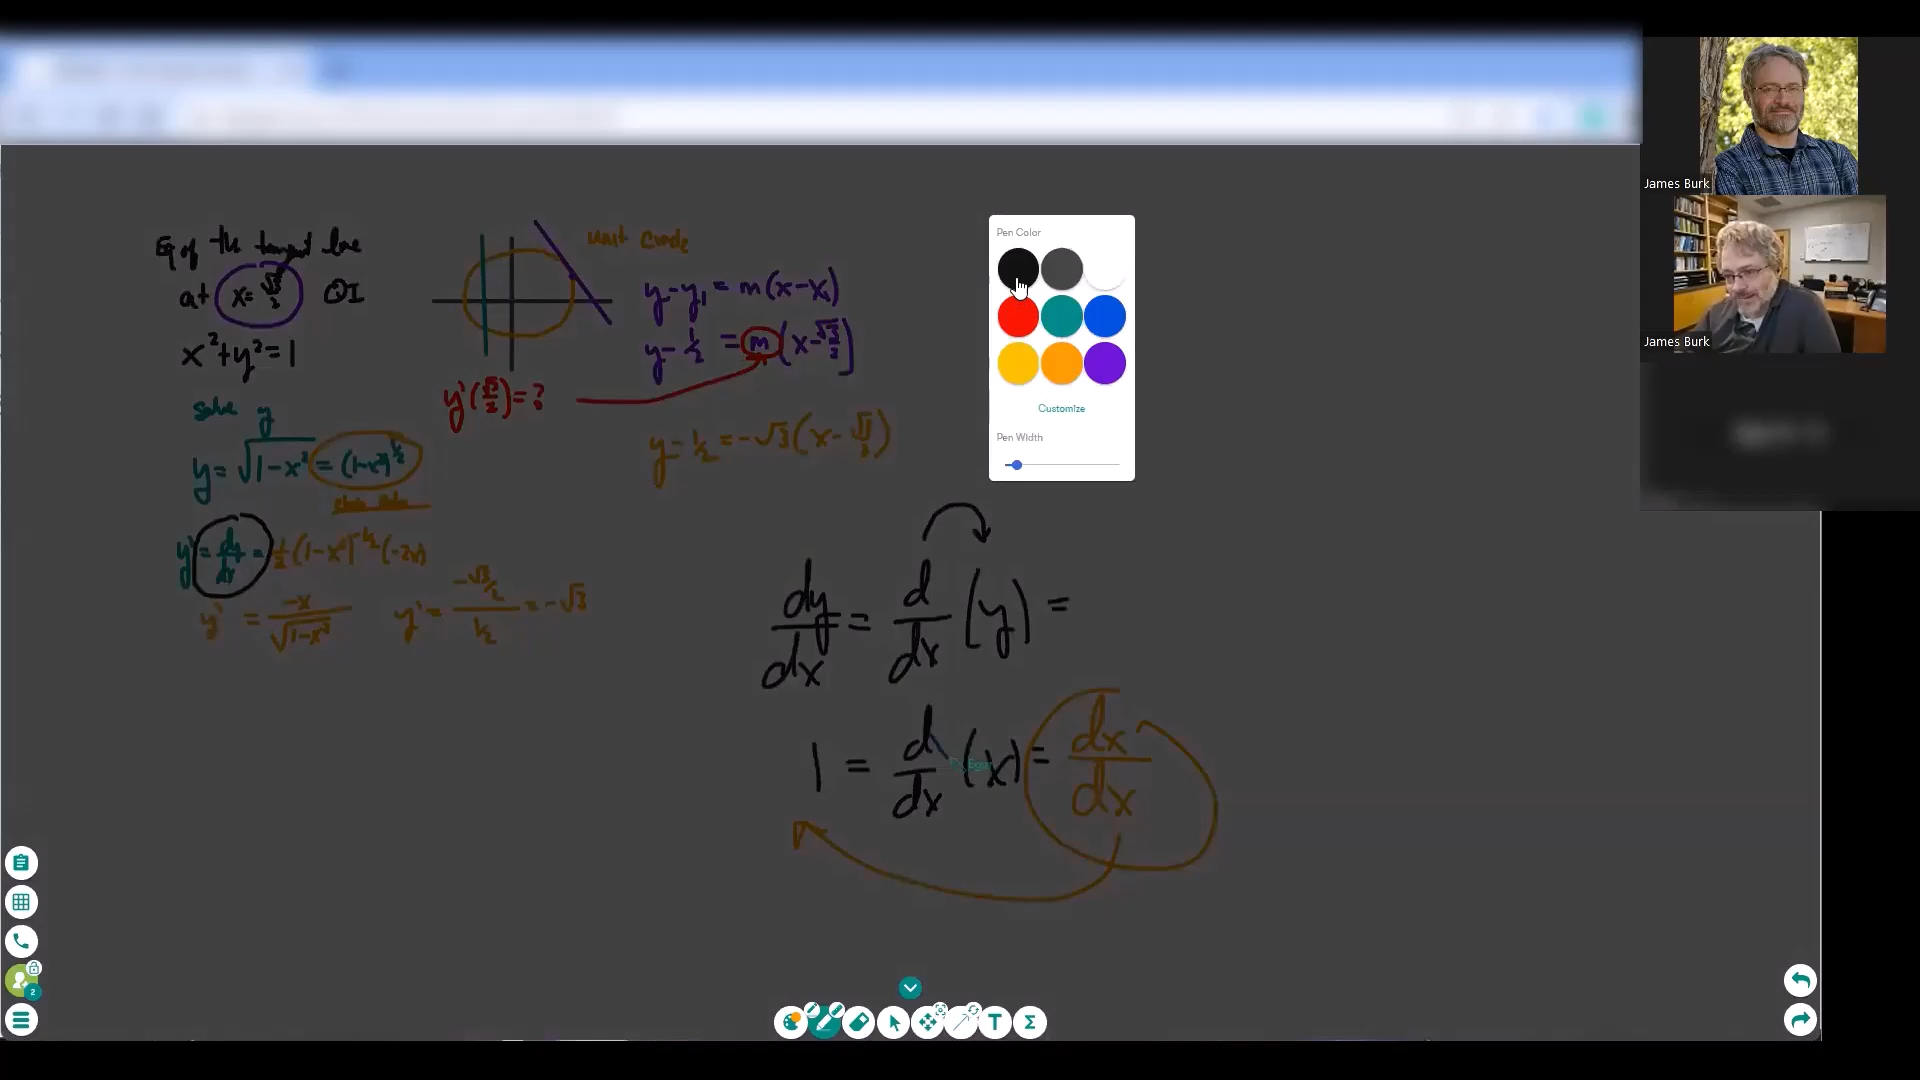 Eq of the tangent line
at x = √3/2 QI
x² + y² = 1
solve y
y = √(1-x²) = (1-x²)^½
Chain Rule
y' = dy/dx = ½(1-x²)^-½ (-2x)
y' = -x/√(1-x²) y' = (-√3/2)/(½) = -√3
unit circle
y - y₁ = m(x - x₁)
y - ½ = m(x - √3/2)
y'(√3/2) = ?
y - ½ = -√3(x - √3/2)
dy/dx = d/dx (y) =
1 = d/dx (x) = dx/dx
Pen Color
Customize
Pen Width
James Burk
James Burk
2
T
Σ